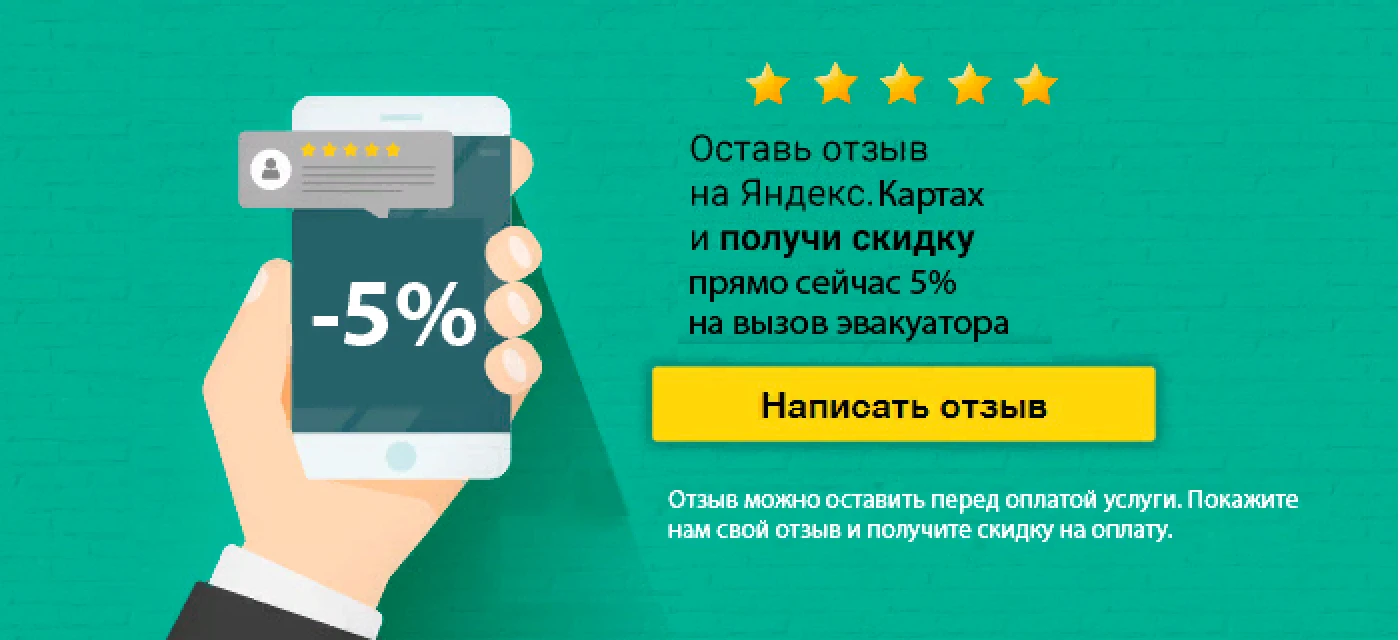 Оставь отзыв
на Яндекс.Картах
и получи скидку
прямо сейчас 5%
на вызов эвакуатора
-5%
Написать отзыв
Отзыв можно оставить перед оплатой услуги. Покажите
нам свой отзыв и получите скидку на оплату.